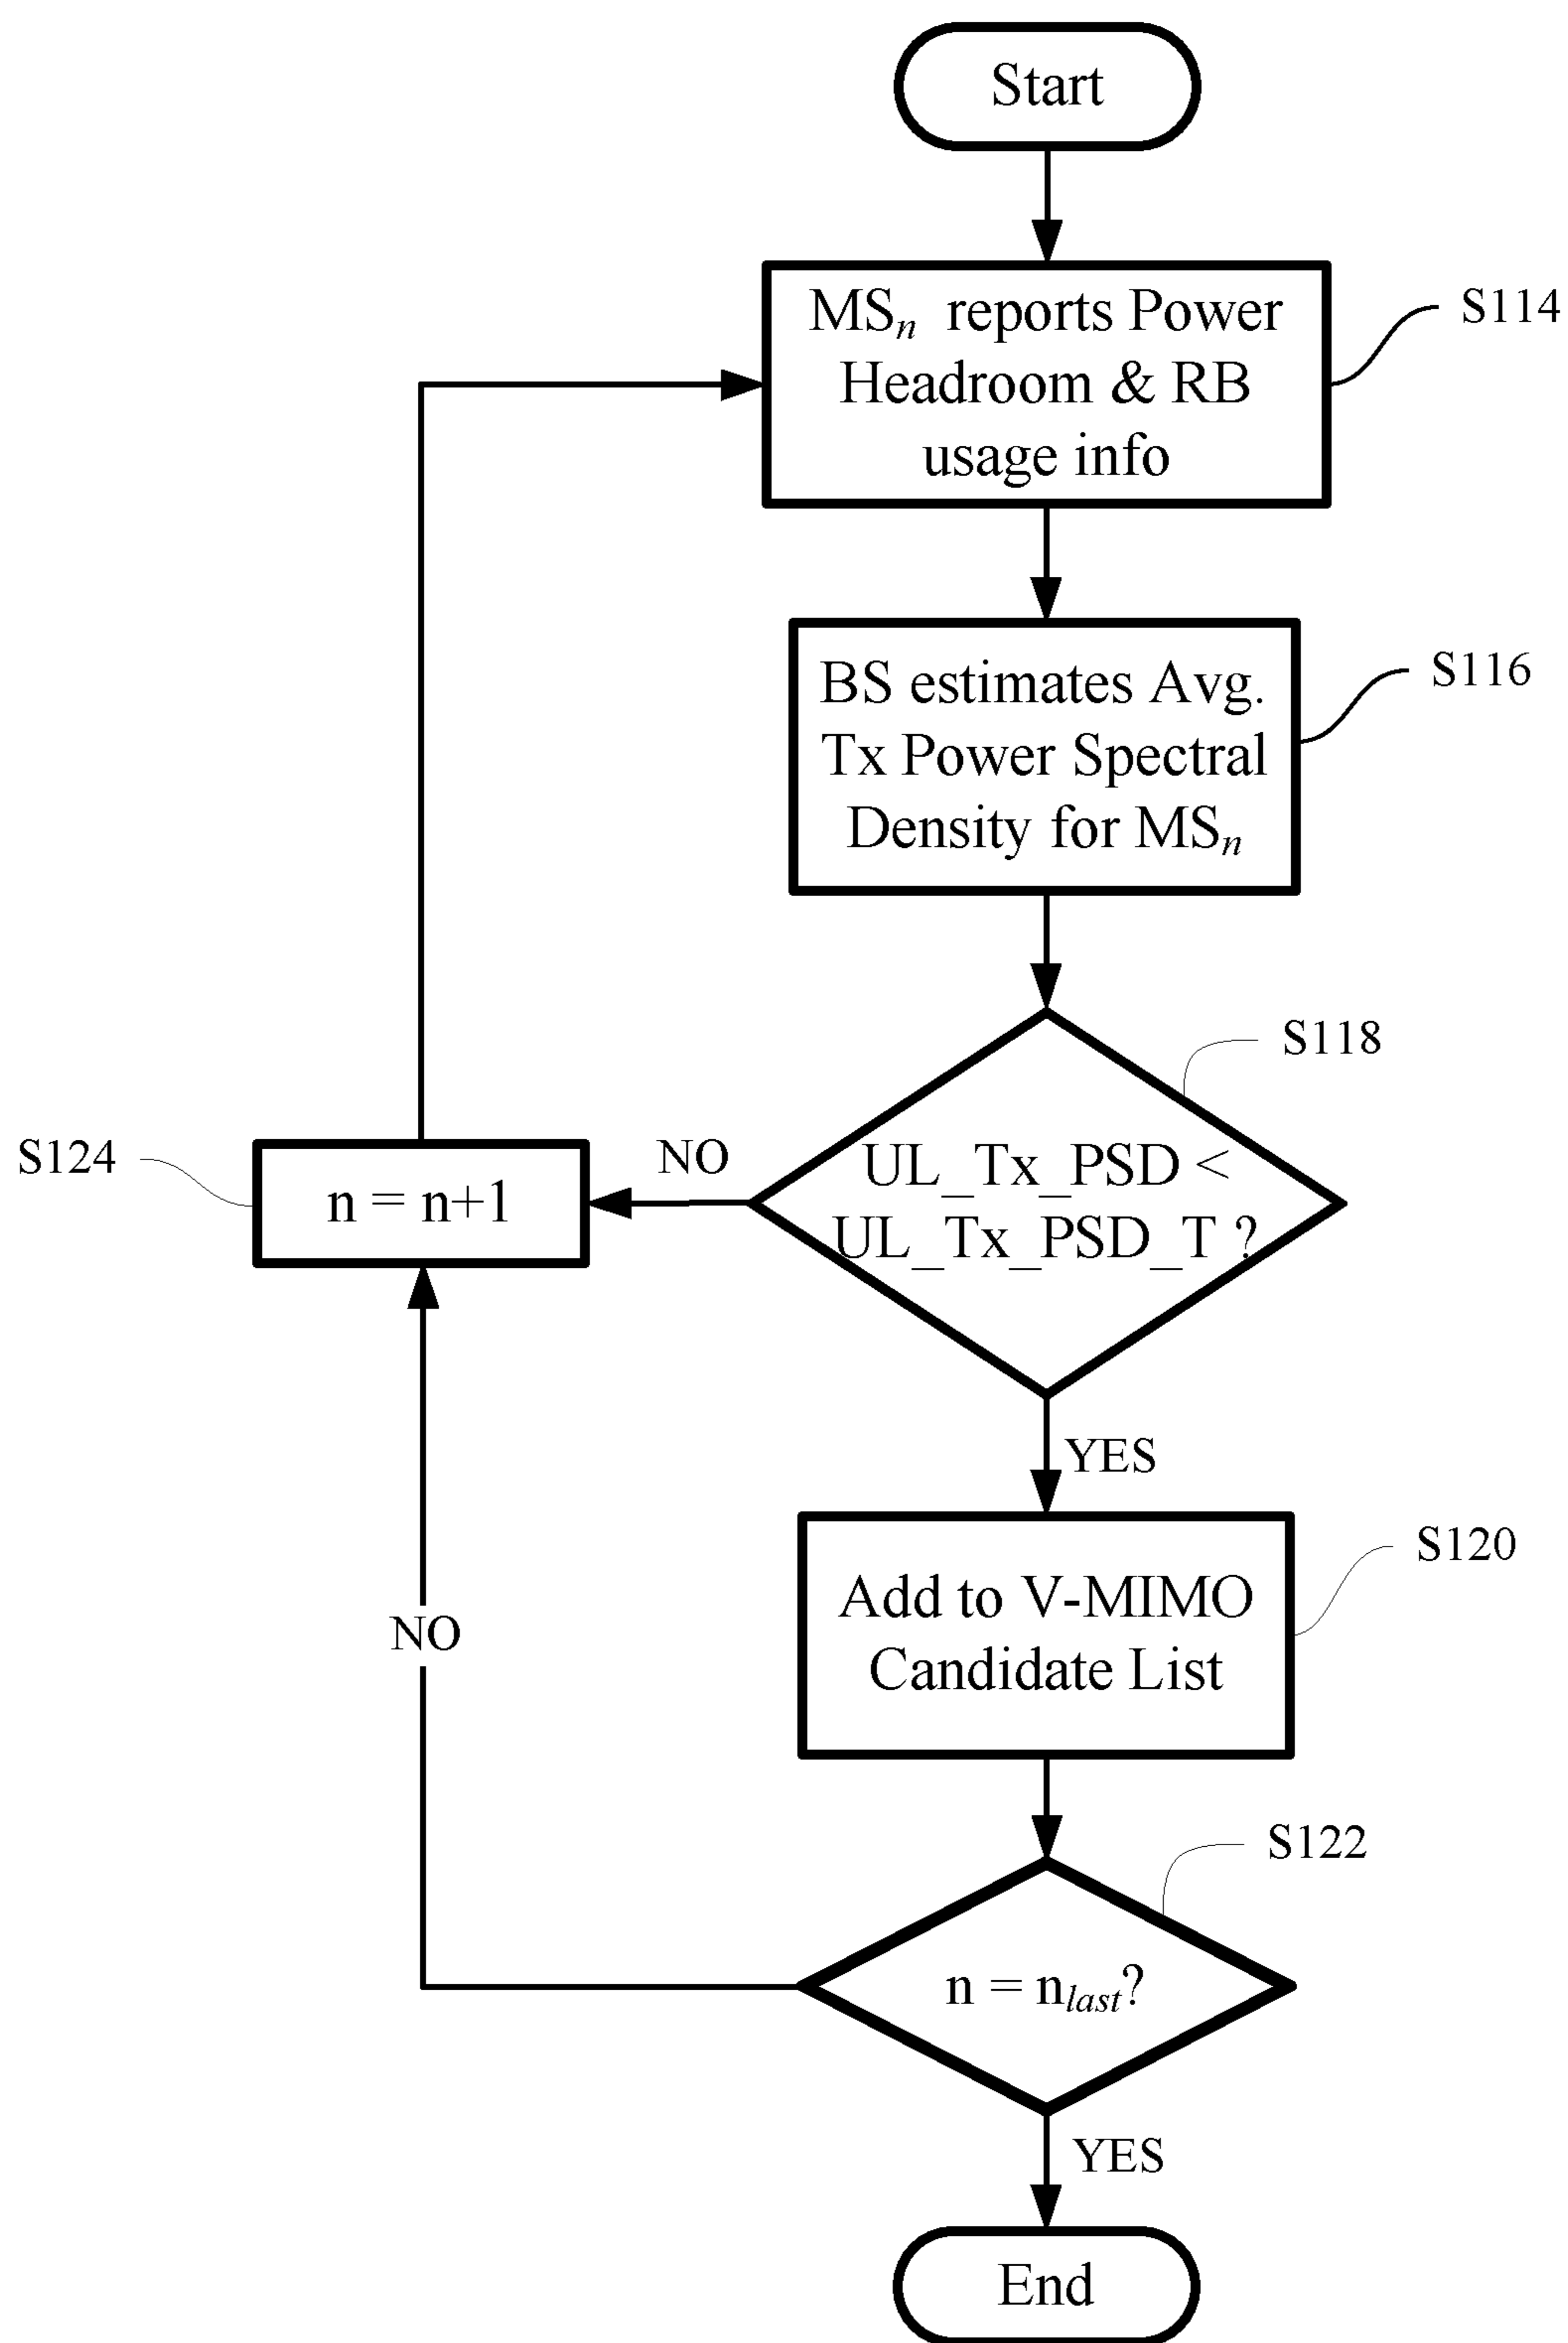 Start
MSn reports Power
Headroom & RB
usage info
S114
BS estimates Avg.
Tx Power Spectral
Density for MSn
S116
S118
UL_Tx_PSD <
UL_Tx_PSD_T ?
NO
S124
n = n+1
YES
Add to V-MIMO
Candidate List
S120
NO
S122
n = nlast?
YES
End